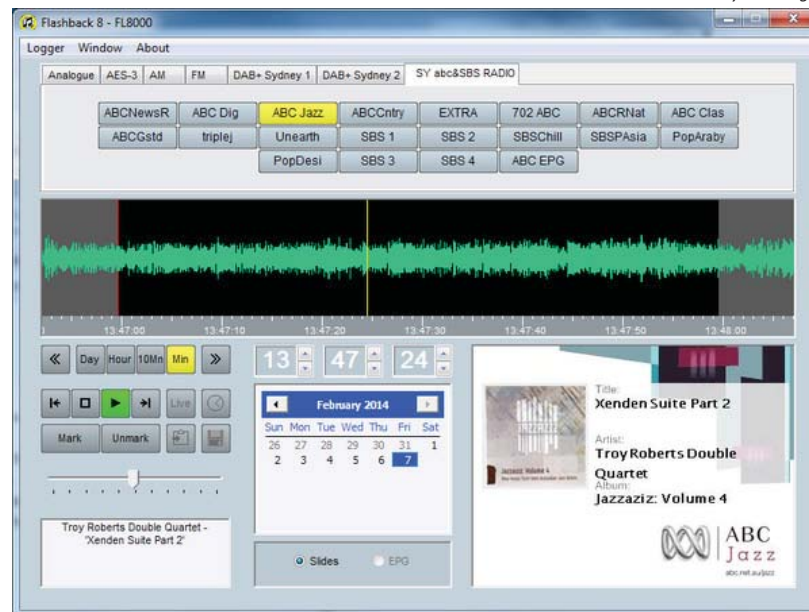 Flashback 8 - FL8000
Logger Window About
Analogue AES-3 AM FM DAB+ Sydney 1 DAB+ Sydney 2 SY abc&SBS RADIO
ABCNewsR ABC Dig ABC Jazz ABCCntry EXTRA 702 ABC ABCRNat ABC Clas
ABCGstd triplej Unearth SBS 1 SBS 2 SBSChill SBSPAsia PopAraby
PopDesi SBS 3 SBS 4 ABC EPG
13:47:00 13:47:10 13:47:20 13:47:30 13:47:40 13:47:50 13:48:00
Day Hour 10Mn Min
13 47 24
Live
Mark Unmark
February 2014
Sun Mon Tue Wed Thu Fri Sat
26 27 28 29 30 31 1
2 3 4 5 6 7
Slides EPG
Troy Roberts Double Quartet -
'Xenden Suite Part 2'
Title:
Xenden Suite Part 2
Artist:
Troy Roberts Double
Quartet
Album:
Jazzaziz: Volume 4
ABC
Jazz
abc.net.au/jazz